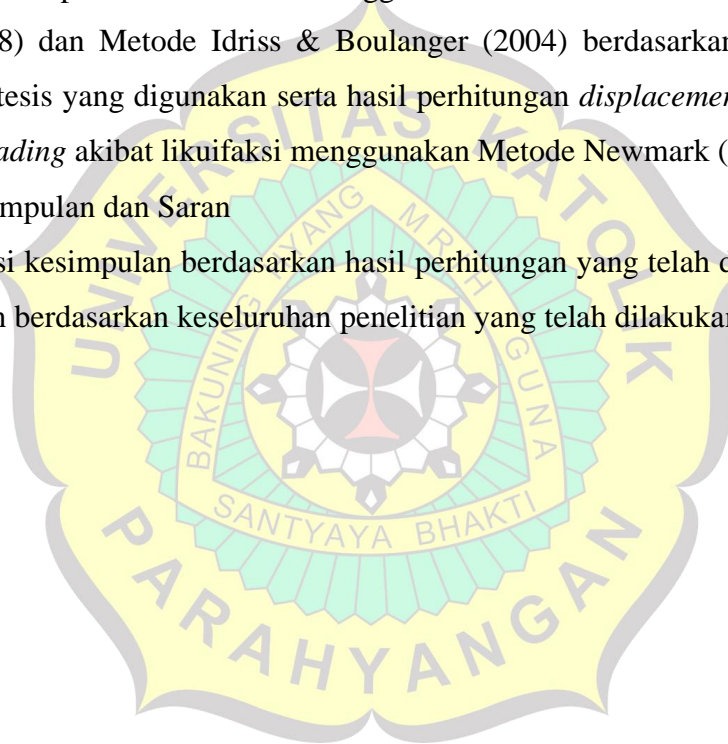 8) dan Metode Idriss & Boulanger (2004) berdasarkan
tesis yang digunakan serta hasil perhitungan displacemen
ading akibat likuifaksi menggunakan Metode Newmark (
mpulan dan Saran
si kesimpulan berdasarkan hasil perhitungan yang telah d
n berdasarkan keseluruhan penelitian yang telah dilakukan
UNIVERSITAS KATOLIK
BAKUNING HYANG MRIH GUNA
SANTYAYA BHAKTI
PARAHYANGAN